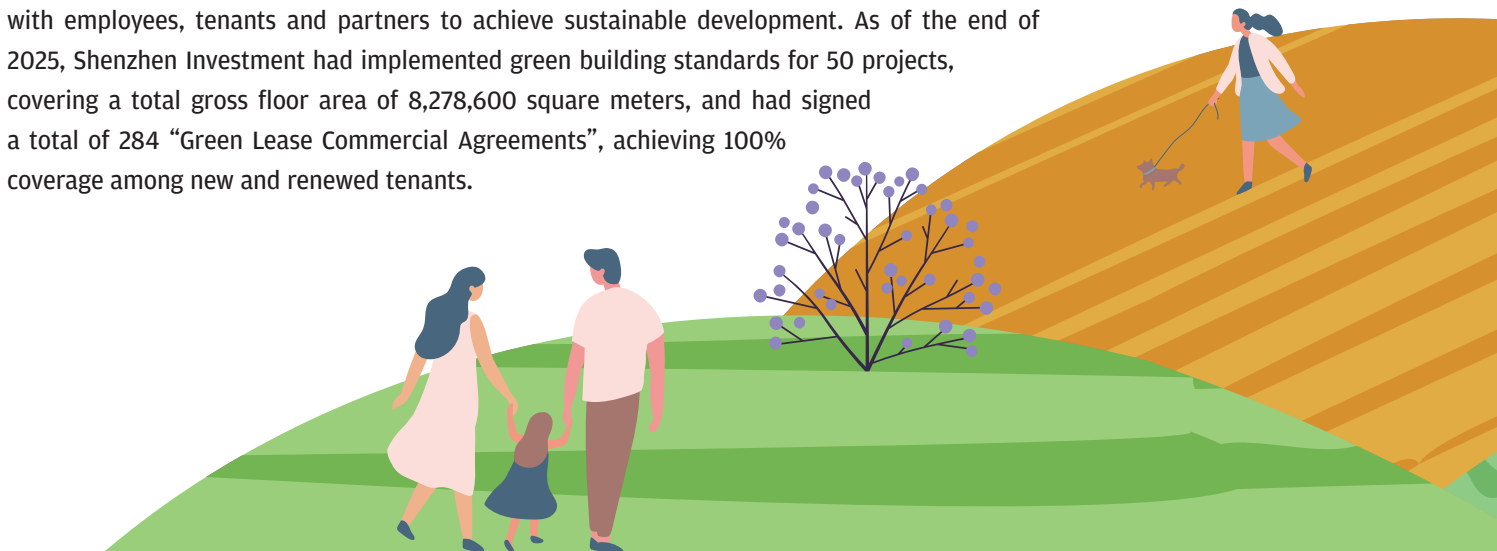 with employees, tenants and partners to achieve sustainable development. As of the end of
2025, Shenzhen Investment had implemented green building standards for 50 projects,
covering a total gross floor area of 8,278,600 square meters, and had signed
a total of 284 “Green Lease Commercial Agreements”, achieving 100%
coverage among new and renewed tenants.